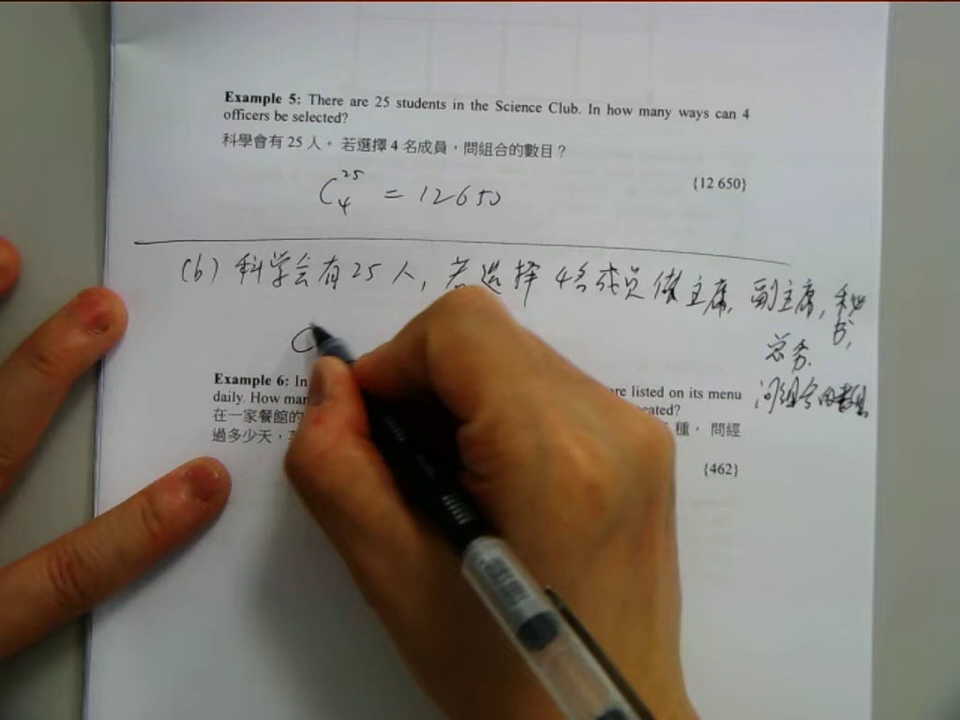 Example 5: There are 25 students in the Science Club. In how many ways can 4
officers be selected?
科學會有 25 人。若選擇 4 名成員，問組合的數目？
{12 650}
C₄²⁵ = 12650
(b) 科学会有25人, 若选择 4名成员做主席, 副主席, 秘
书,
总务.
问组合的数目
C
Example 6: In
are listed on its menu
daily. How man
eated?
在一家餐館的
種，問經
過多少天，
{462}